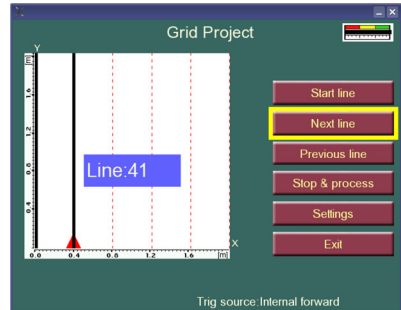 Grid Project
Y
[m]
1.6
1.2
0.8
0.4
Line:41
X
0.0 0.4 0.8 1.2 1.6 [m]
Start line
Next line
Previous line
Stop & process
Settings
Exit
Trig source:Internal forward